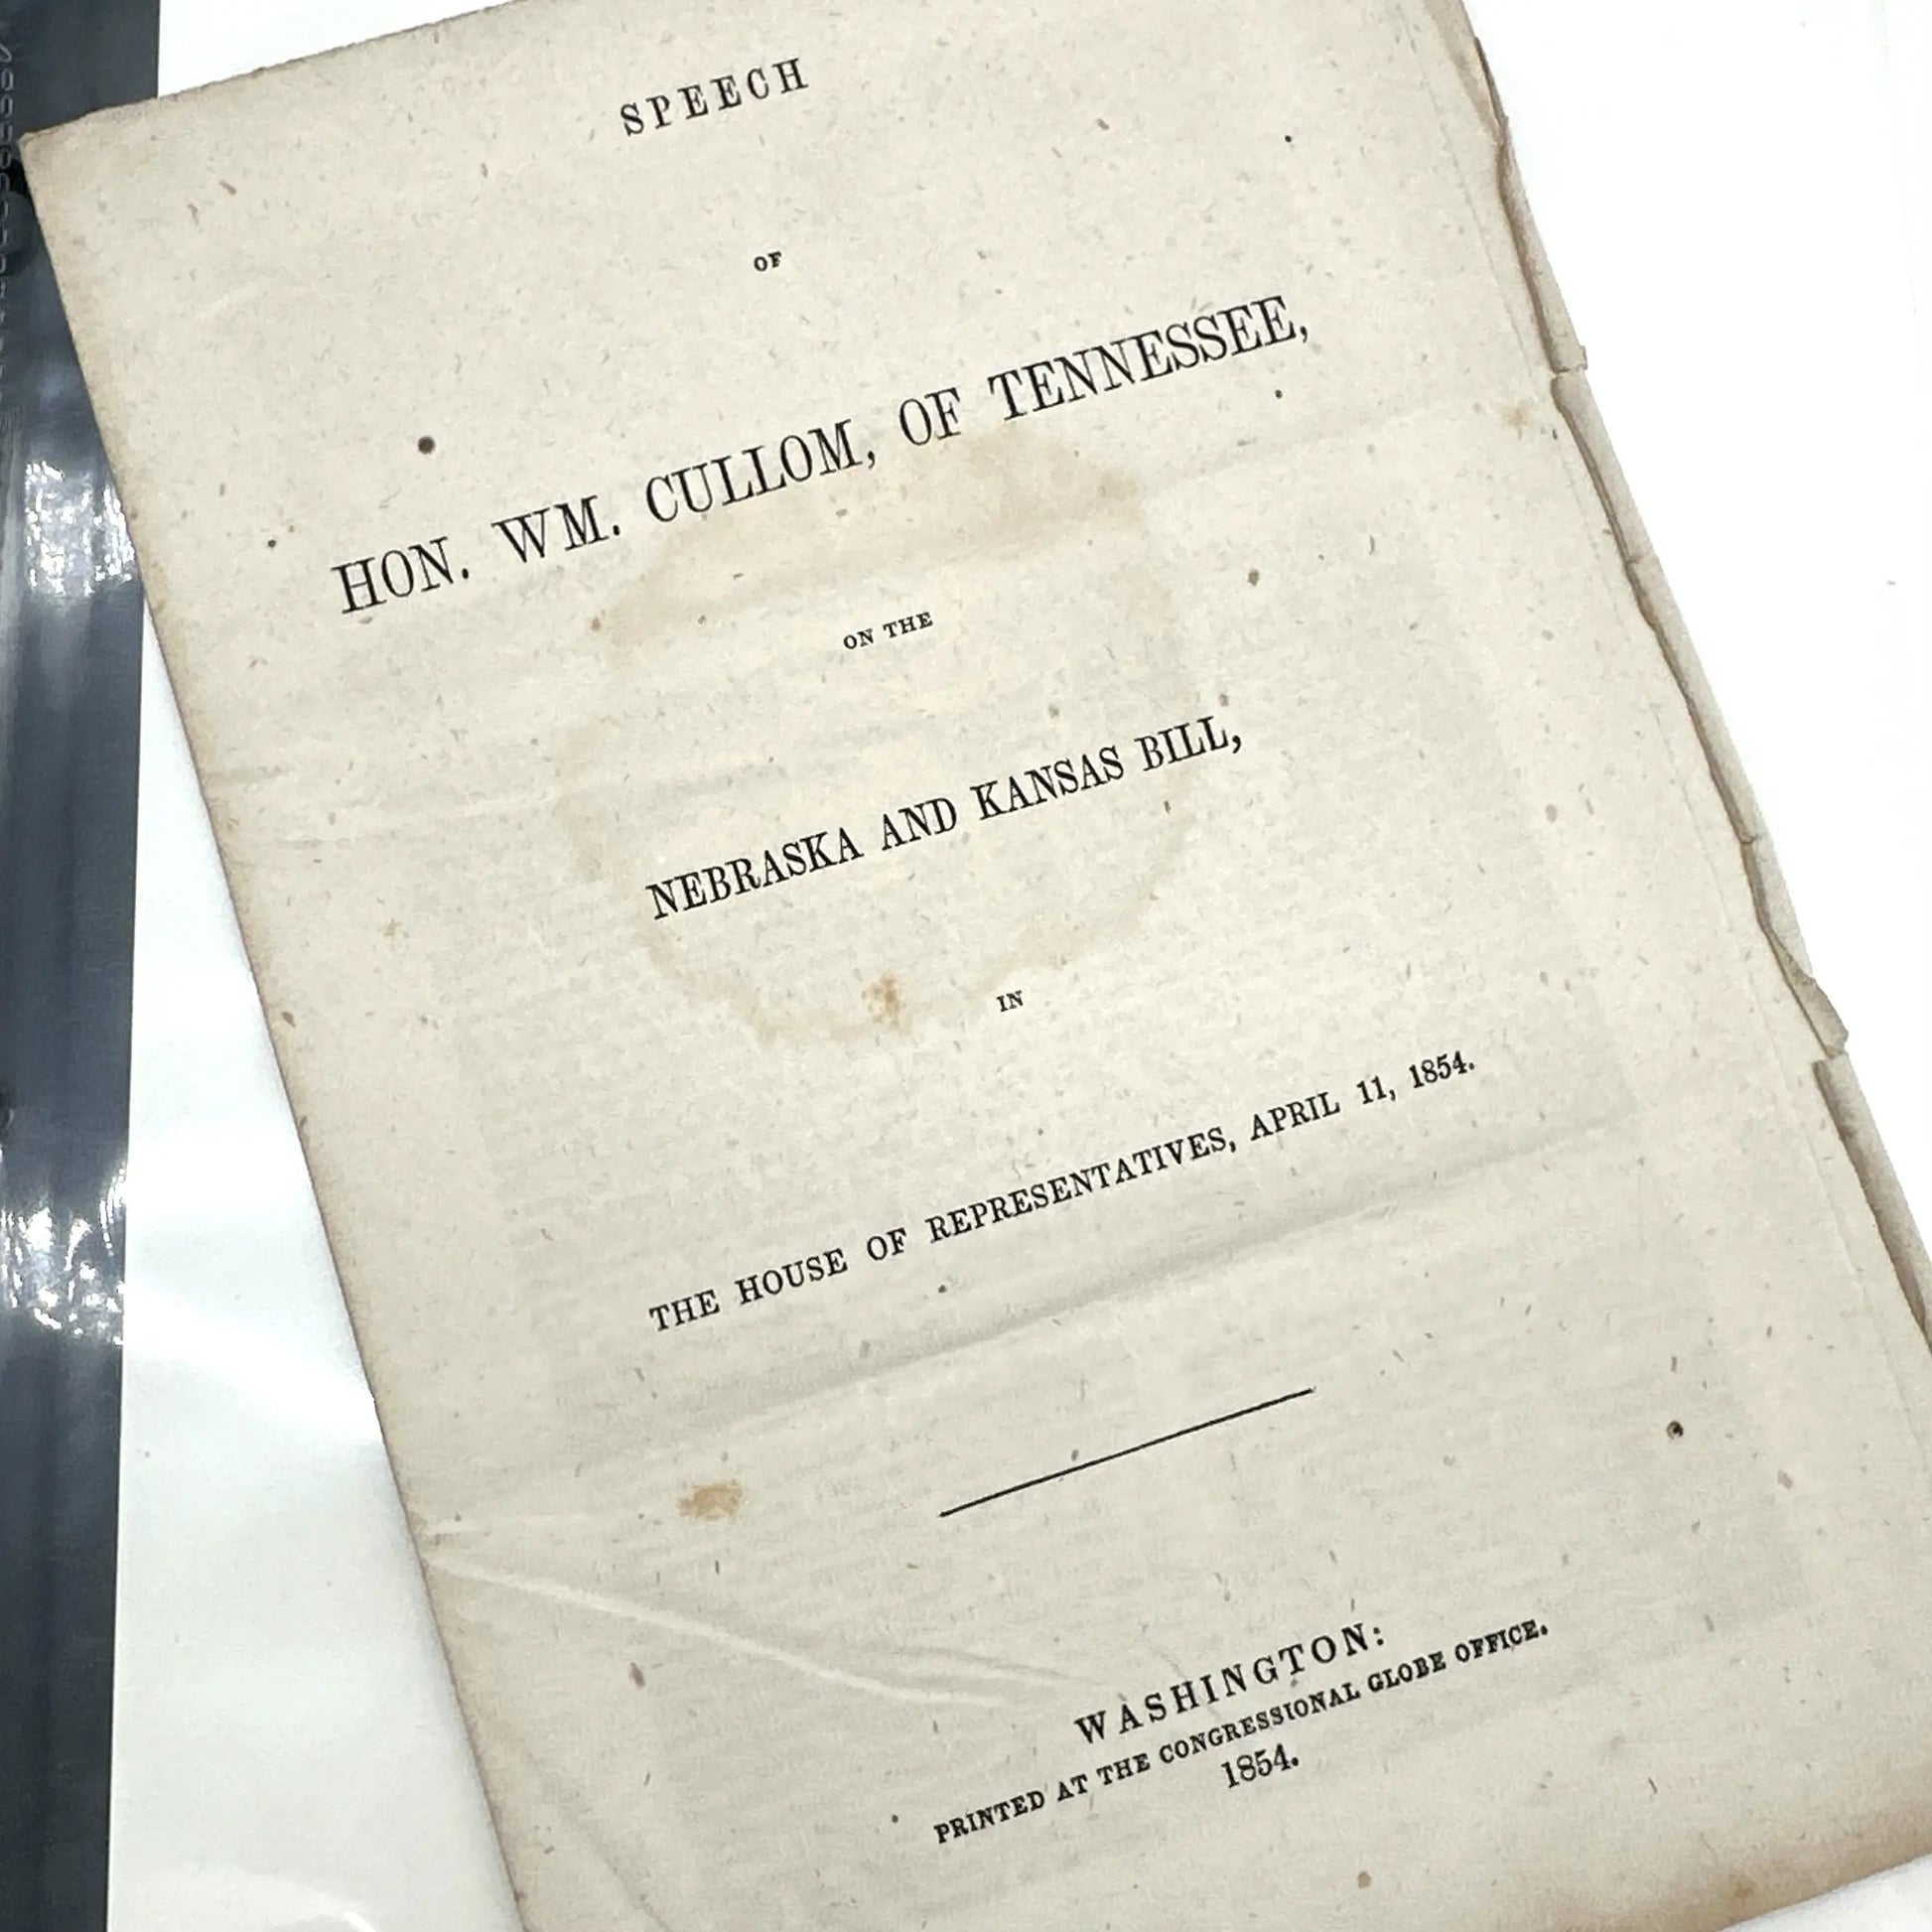 SPEECH
OF
HON. WM. CULLOM, OF TENNESSEE,
ON THE
NEBRASKA AND KANSAS BILL,
IN
THE HOUSE OF REPRESENTATIVES, APRIL 11, 1854.
WASHINGTON:
PRINTED AT THE CONGRESSIONAL GLOBE OFFICE.
1854.